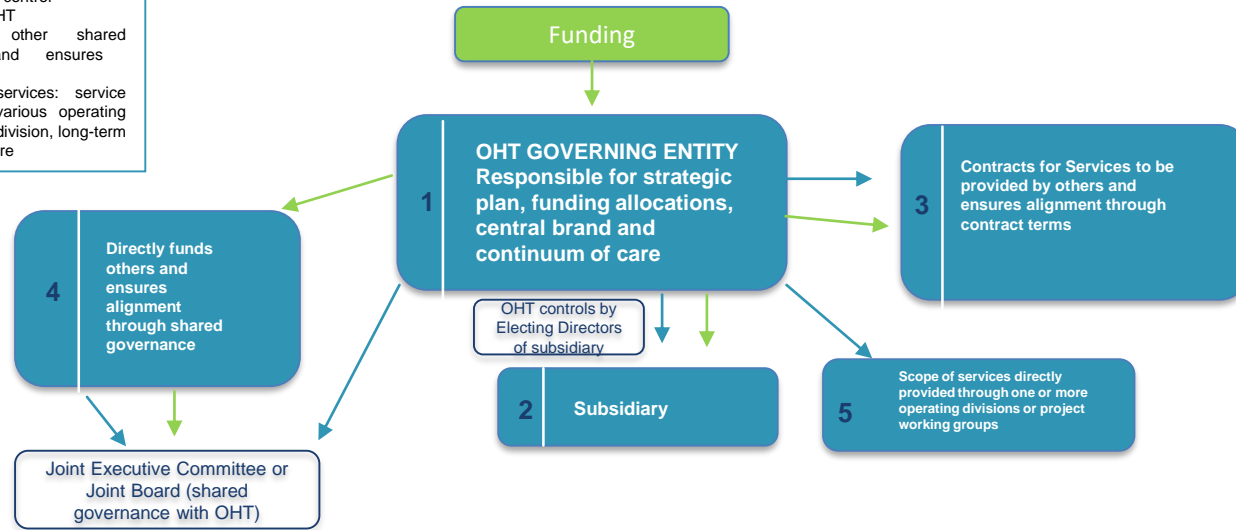 control
HT
other shared
and ensures
services: service
various operating
division, long-term
re
Funding
1
OHT GOVERNING ENTITY
Responsible for strategic
plan, funding allocations,
central brand and
continuum of care
3
Contracts for Services to be
provided by others and
ensures alignment through
contract terms
4
Directly funds
others and
ensures
alignment
through shared
governance
OHT controls by
Electing Directors
of subsidiary
2
Subsidiary
5
Scope of services directly
provided through one or more
operating divisions or project
working groups
Joint Executive Committee or
Joint Board (shared
governance with OHT)